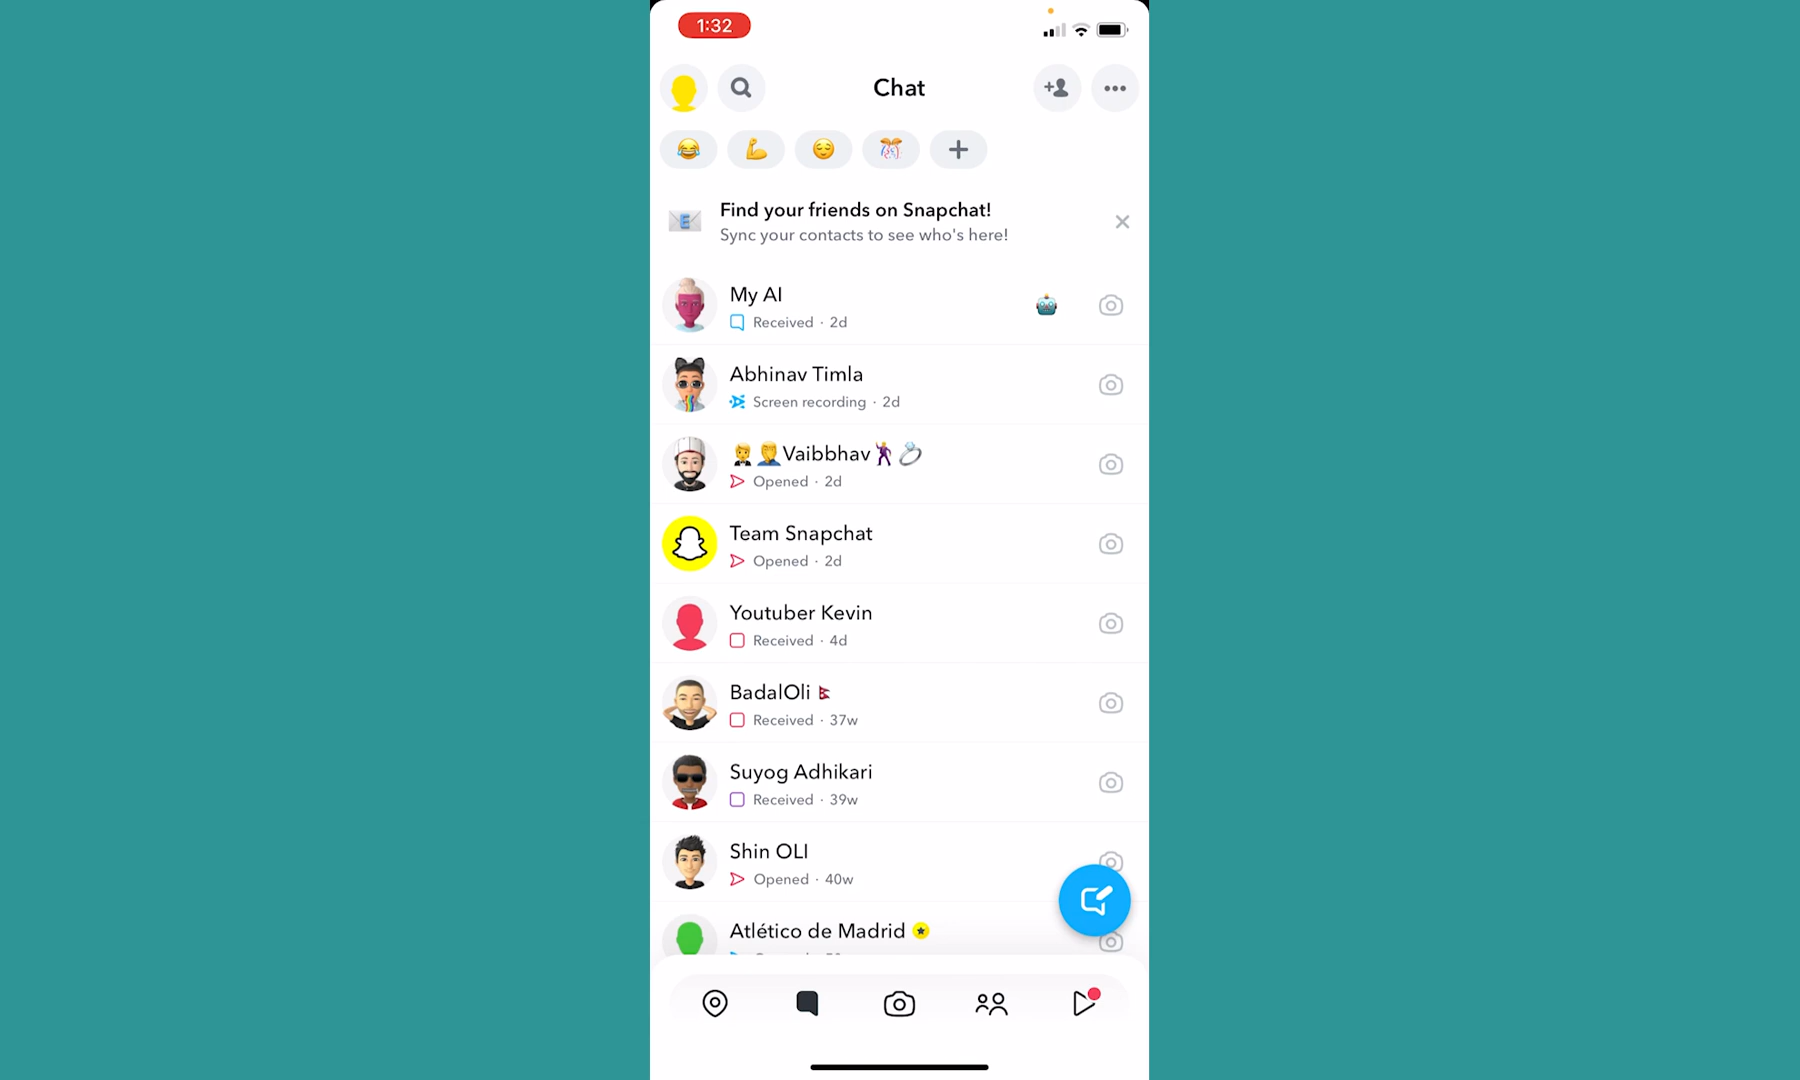 1:32
Chat
Find your friends on Snapchat!
Sync your contacts to see who's here!
My AI
Received · 2d
Abhinav Timla
Screen recording · 2d
Vaibbhav
Opened · 2d
Team Snapchat
Opened · 2d
Youtuber Kevin
Received · 4d
BadalOli
Received · 37w
Suyog Adhikari
Received · 39w
Shin OLI
Opened · 40w
Atlético de Madrid